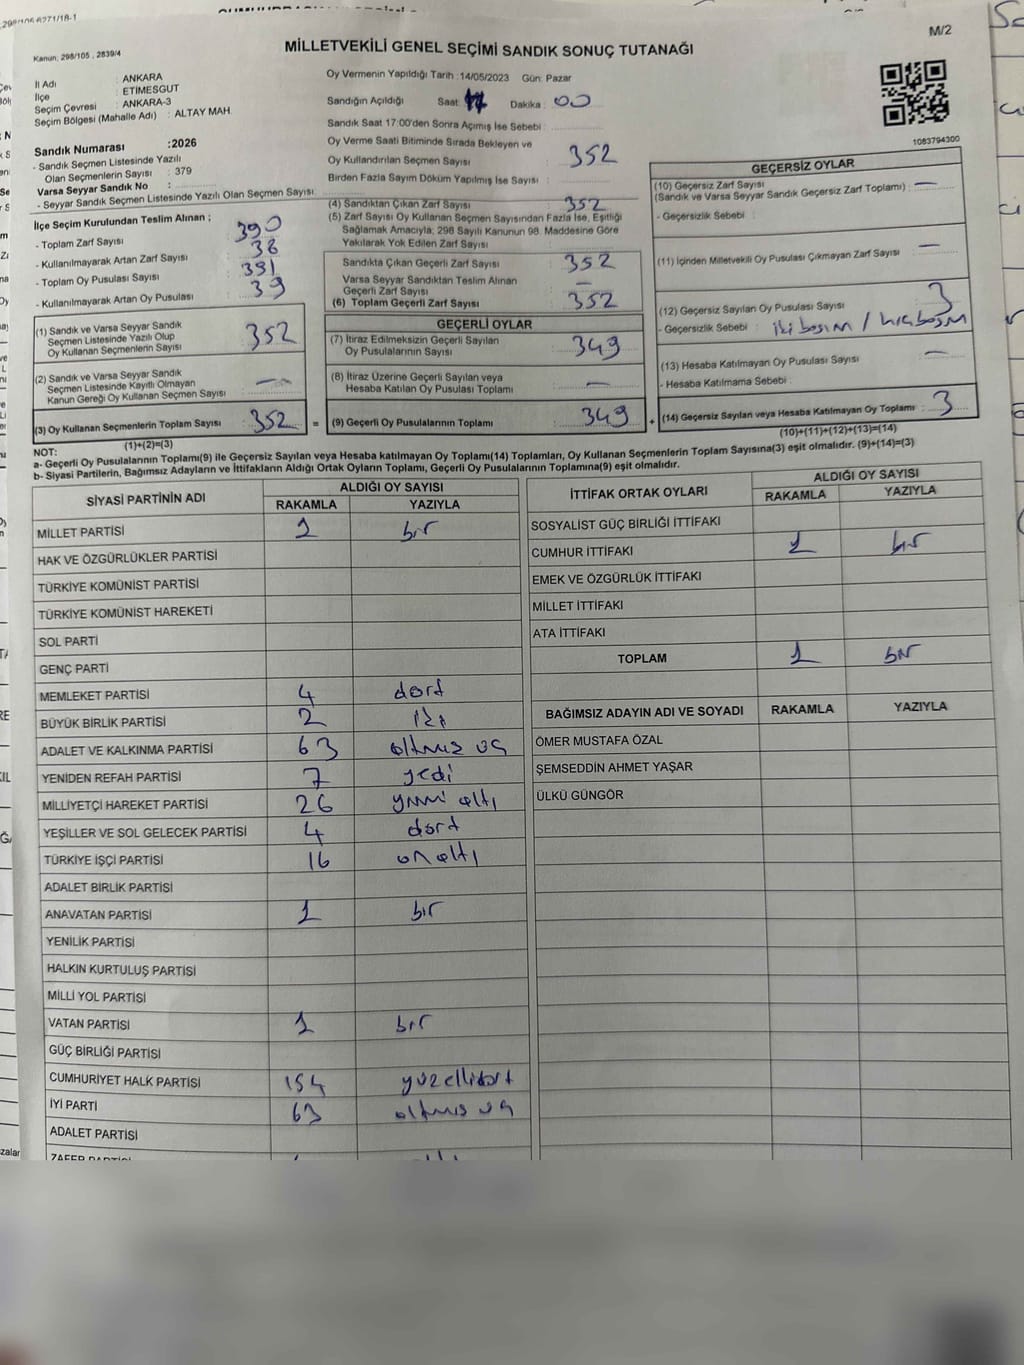 298/105 6271/18-1
M/2
Kanun, 298/105 , 2839/4
MİLLETVEKİLİ GENEL SEÇİMİ SANDIK SONUÇ TUTANAĞI
İl Adı : ANKARA
İlçe : ETİMESGUT
Seçim Çevresi : ANKARA-3
Seçim Bölgesi (Mahalle Adı) : ALTAY MAH.
Sandık Numarası :2026
- Sandık Seçmen Listesinde Yazılı
Olan Seçmenlerin Sayısı : 379
Varsa Seyyar Sandık No :
- Seyyar Sandık Seçmen Listesinde Yazılı Olan Seçmen Sayısı:
Oy Vermenin Yapıldığı Tarih :14/05/2023 Gün: Pazar
Sandığın Açıldığı Saat: 17 Dakika : 00
Sandık Saat 17:00'den Sonra Açımış İse Sebebi :
Oy Verme Saati Bitiminde Sırada Bekleyen ve
Oy Kullandırılan Seçmen Sayısı : 352
Birden Fazla Sayım Döküm Yapılmış İse Sayısı :
1083794300
İlçe Seçim Kurulundan Teslim Alınan ;
- Toplam Zarf Sayısı : 390
- Kullanılmayarak Artan Zarf Sayısı : 38
- Toplam Oy Pusulası Sayısı : 391
- Kullanılmayarak Artan Oy Pusulası : 39
(4) Sandıktan Çıkan Zarf Sayısı : 352
(5) Zarf Sayısı Oy Kullanan Seçmen Sayısından Fazla İse, Eşitliği
Sağlamak Amacıyla; 298 Sayılı Kanunun 98. Maddesine Göre
Yakılarak Yok Edilen Zarf Sayısı :
Sandıkta Çıkan Geçerli Zarf Sayısı : 352
Varsa Seyyar Sandıktan Teslim Alınan
Geçerli Zarf Sayısı : —
(6) Toplam Geçerli Zarf Sayısı : 352
GEÇERSİZ OYLAR
(10) Geçersiz Zarf Sayısı
(Sandık ve Varsa Seyyar Sandık Geçersiz Zarf Toplamı) : —
- Geçersizlik Sebebi :
(11) İçinden Milletvekili Oy Pusulası Çıkmayan Zarf Sayısı : —
(12) Geçersiz Sayılan Oy Pusulası Sayısı : 3
- Geçersizlik Sebebi : iki basım /
(13) Hesaba Katılmayan Oy Pusulası Sayısı : —
- Hesaba Katılmama Sebebi :
(14) Geçersiz Sayılan veya Hesaba Katılmayan Oy Toplamı : 3
(10)+(11)+(12)+(13)=(14)
(1) Sandık ve Varsa Seyyar Sandık
Seçmen Listesinde Yazılı Olup
Oy Kullanan Seçmenlerin Sayısı : 352
(2) Sandık ve Varsa Seyyar Sandık
Seçmen Listesinde Kayıtlı Olmayan
Kanun Gereği Oy Kullanan Seçmen Sayısı : —
(3) Oy Kullanan Seçmenlerin Toplam Sayısı : 352 =
(1)+(2)=(3)
GEÇERLİ OYLAR
(7) İtiraz Edilmeksizin Geçerli Sayılan
Oy Pusulalarının Sayısı : 349
(8) İtiraz Üzerine Geçerli Sayılan veya
Hesaba Katılan Oy Pusulası Toplamı : —
(9) Geçerli Oy Pusulalarının Toplamı : 349 +
NOT:
a- Geçerli Oy Pusulalarının Toplamı(9) ile Geçersiz Sayılan veya Hesaba katılmayan Oy Toplamı(14) Toplamları, Oy Kullanan Seçmenlerin Toplam Sayısına(3) eşit olmalıdır. (9)+(14)=(3)
b- Siyasi Partilerin, Bağımsız Adayların ve İttifakların Aldığı Ortak Oyların Toplamı, Geçerli Oy Pusulalarının Toplamına(9) eşit olmalıdır.
SİYASİ PARTİNİN ADI ALDIĞI OY SAYISI
RAKAMLA YAZIYLA
MİLLET PARTİSİ 1 bir
HAK VE ÖZGÜRLÜKLER PARTİSİ
TÜRKİYE KOMÜNİST PARTİSİ
TÜRKİYE KOMÜNİST HAREKETİ
SOL PARTİ
GENÇ PARTİ
MEMLEKET PARTİSİ 4 dört
BÜYÜK BİRLİK PARTİSİ 2 iki
ADALET VE KALKINMA PARTİSİ 63 altmış üç
YENİDEN REFAH PARTİSİ 7 yedi
MİLLİYETÇİ HAREKET PARTİSİ 26 yirmi altı
YEŞİLLER VE SOL GELECEK PARTİSİ 4 dört
TÜRKİYE İŞÇİ PARTİSİ 16 on altı
ADALET BİRLİK PARTİSİ
ANAVATAN PARTİSİ 1 bir
YENİLİK PARTİSİ
HALKIN KURTULUŞ PARTİSİ
MİLLİ YOL PARTİSİ
VATAN PARTİSİ 1 bir
GÜÇ BİRLİĞİ PARTİSİ
CUMHURİYET HALK PARTİSİ 154 yüzellidört
İYİ PARTİ 63 altmış üç
ADALET PARTİSİ
ZAFER PARTİSİ
İTTİFAK ORTAK OYLARI ALDIĞI OY SAYISI
RAKAMLA YAZIYLA
SOSYALİST GÜÇ BİRLİĞİ İTTİFAKI
CUMHUR İTTİFAKI 1 bir
EMEK VE ÖZGÜRLÜK İTTİFAKI
MİLLET İTTİFAKI
ATA İTTİFAKI
TOPLAM 1 bir
BAĞIMSIZ ADAYIN ADI VE SOYADI RAKAMLA YAZIYLA
ÖMER MUSTAFA ÖZAL
ŞEMSEDDİN AHMET YAŞAR
ÜLKÜ GÜNGÖR